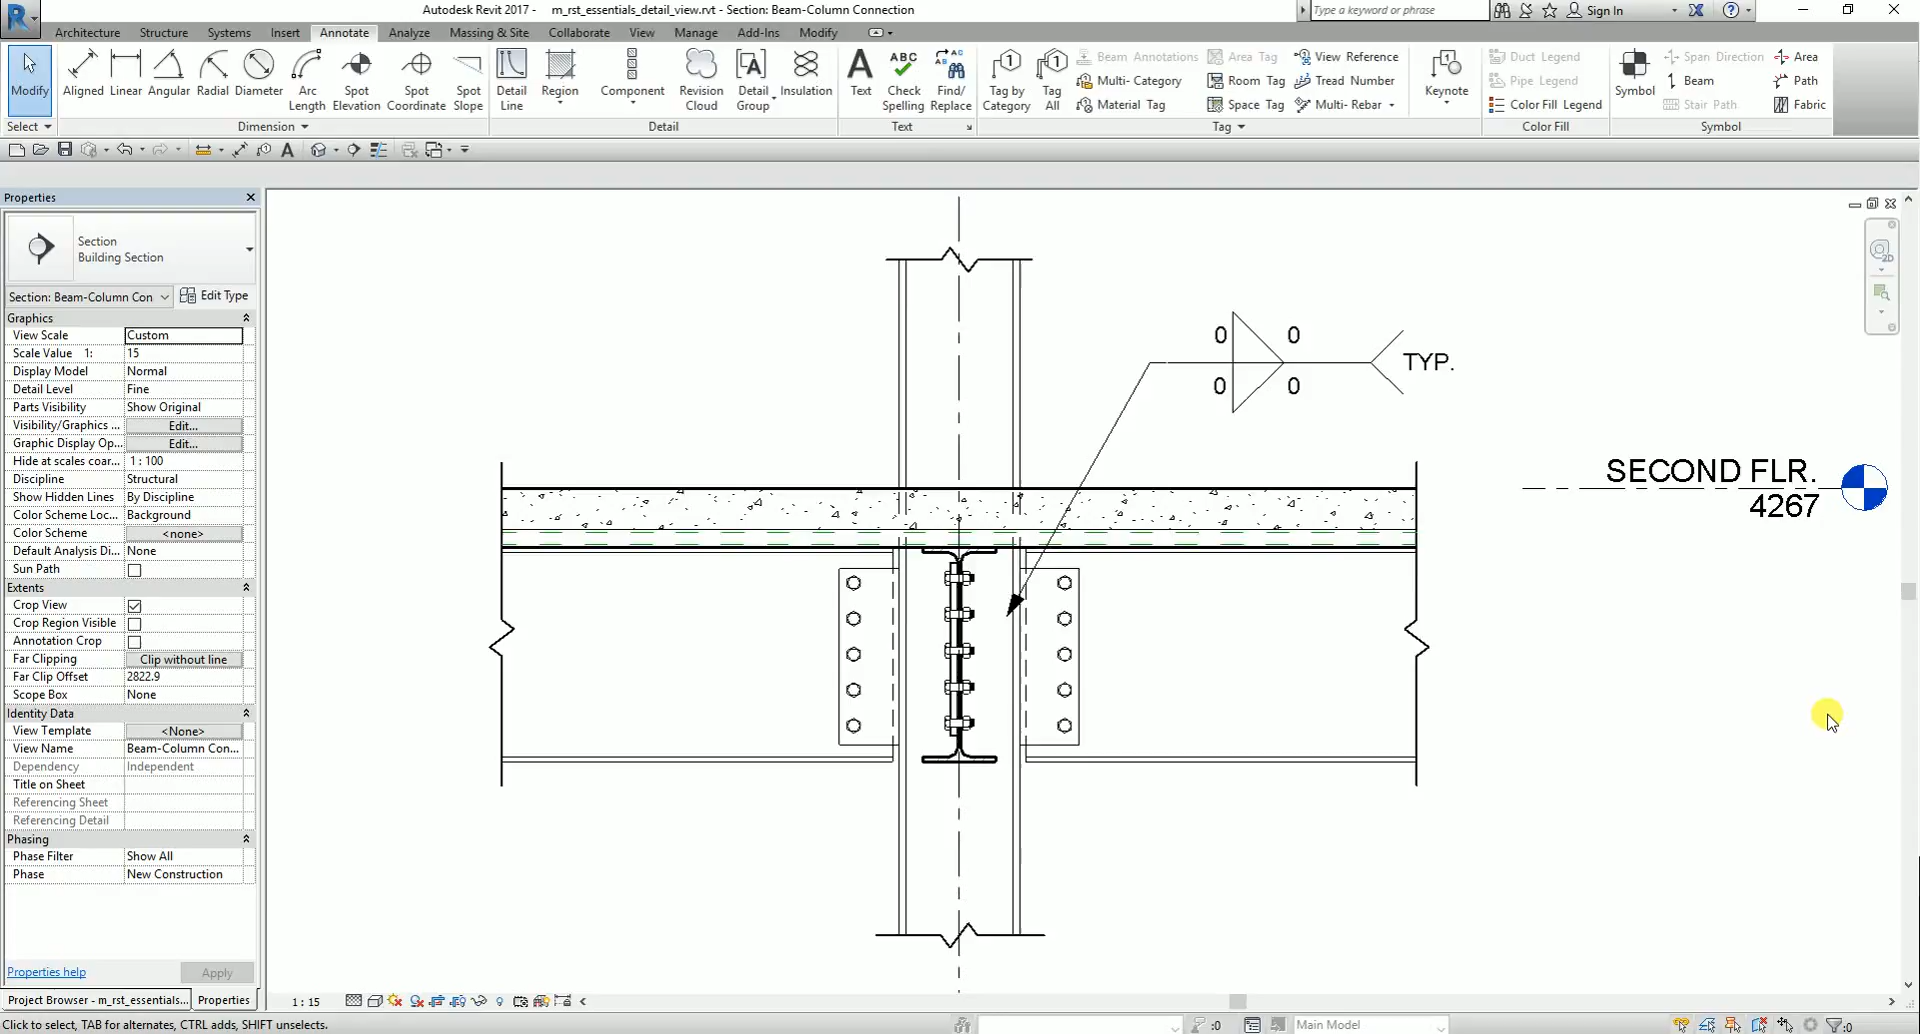 Autodesk Revit 2017 - m_rst_essentials_detail_view.rvt - Section: Beam-Column Connection
Type a keyword or phrase
Sign In
Architecture Structure Systems Insert Annotate Analyze Massing & Site Collaborate View Manage Add-Ins Modify
Modify
Aligned
Linear
Angular
Radial
Diameter
Arc Length
Spot Elevation
Spot Coordinate
Spot Slope
Detail Line
Region
Component
Revision Cloud
Detail Group
Insulation
Text
Check Spelling
Find/ Replace
Tag by Category
Tag All
Beam Annotations
Multi- Category
Material Tag
Area Tag
Room Tag
Space Tag
View Reference
Tread Number
Multi- Rebar
Keynote
Duct Legend
Pipe Legend
Color Fill Legend
Symbol
Span Direction
Beam
Stair Path
Area
Path
Fabric
Select Dimension Detail Text Tag Color Fill Symbol
Properties
Section
Building Section
Section: Beam-Column Con Edit Type
Graphics
View Scale Custom
Scale Value 1: 15
Display Model Normal
Detail Level Fine
Parts Visibility Show Original
Visibility/Graphics ... Edit...
Graphic Display Op... Edit...
Hide at scales coar... 1 : 100
Discipline Structural
Show Hidden Lines By Discipline
Color Scheme Loc... Background
Color Scheme <none>
Default Analysis Di... None
Sun Path
Extents
Crop View
Crop Region Visible
Annotation Crop
Far Clipping Clip without line
Far Clip Offset 2822.9
Scope Box None
Identity Data
View Template <None>
View Name Beam-Column Con...
Dependency Independent
Title on Sheet
Referencing Sheet
Referencing Detail
Phasing
Phase Filter Show All
Phase New Construction
Properties help Apply
Project Browser - m_rst_essentials... Properties
0 0
0 0
TYP.
SECOND FLR.
4267
2D
1 : 15
Click to select, TAB for alternates, CTRL adds, SHIFT unselects.
:0
Main Model
:0